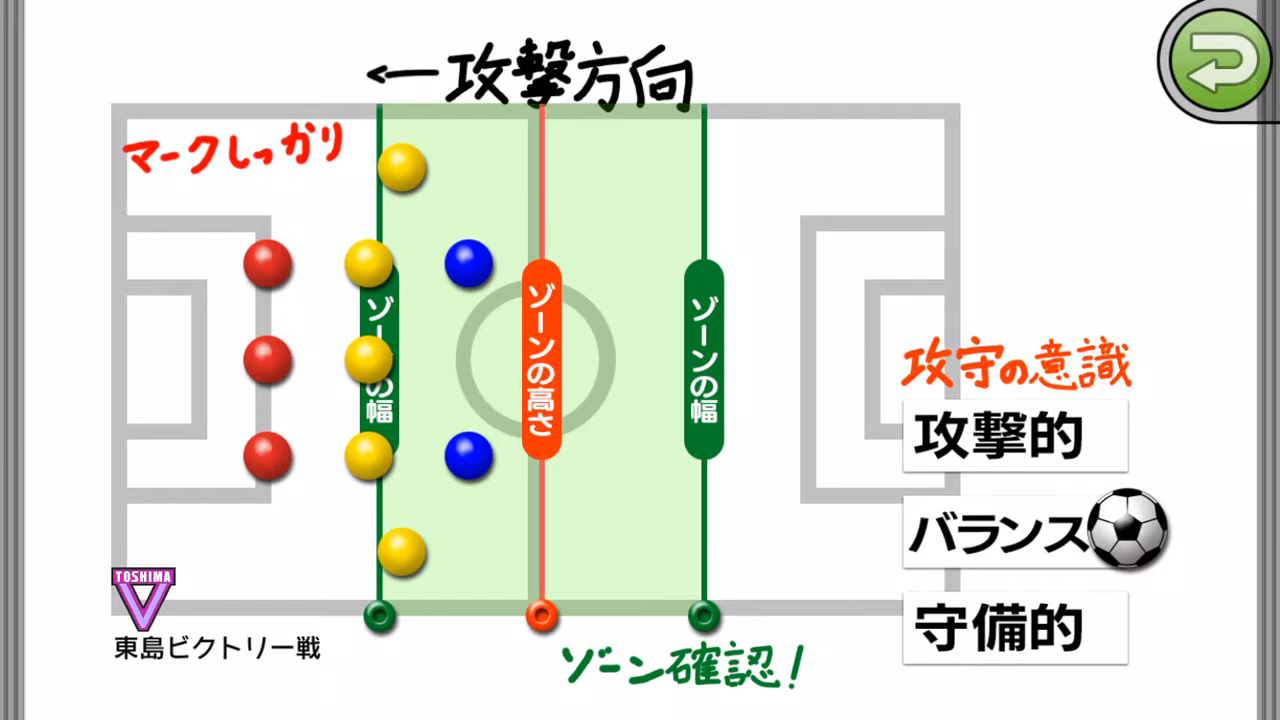 ←攻撃方向
マークしっかり
ゾーンの幅
ゾーンの高さ
ゾーンの幅
攻守の意識
攻撃的
バランス
守備的
TOSHIMA
V
東島ビクトリー戦
ゾーン確認!